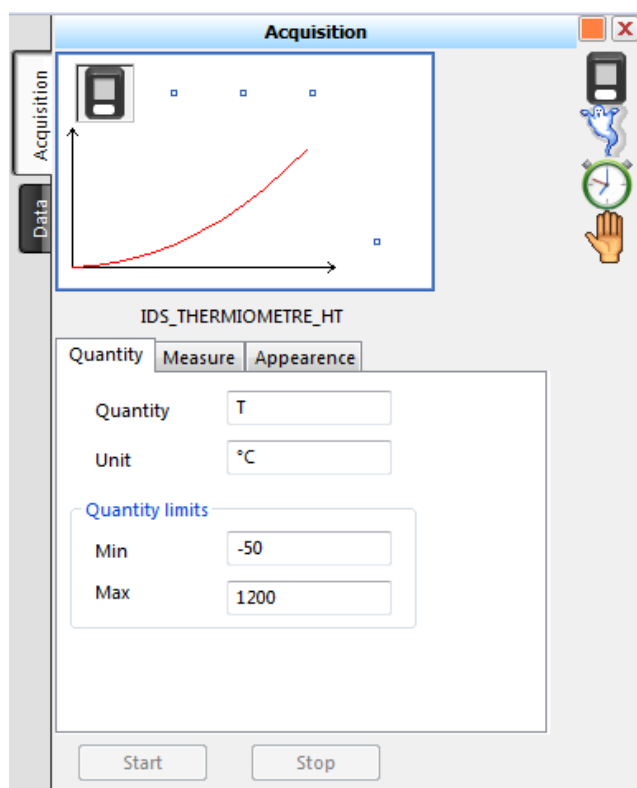 Acquisition
Acquisition
Data
IDS_THERMIOMETRE_HT
Quantity Measure Appearence
Quantity T
Unit °C
Quantity limits
Min -50
Max 1200
Start Stop